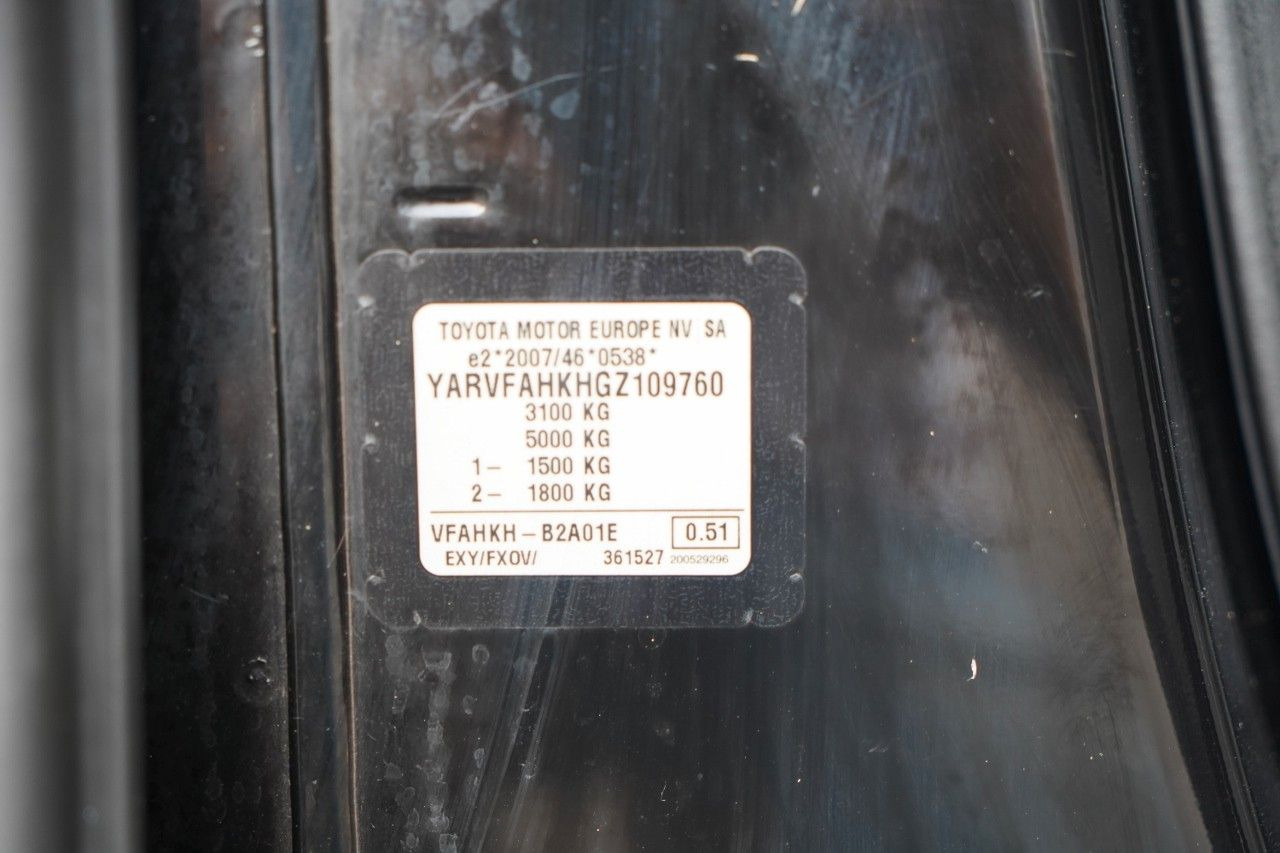 TOYOTA MOTOR EUROPE NV SA
e2*2007/46*0538*
YARVFAHKHGZ109760
3100 KG
5000 KG
1- 1500 KG
2- 1800 KG
VFAHKH-B2A01E 0.51
EXY/FXOV/ 361527 200529296